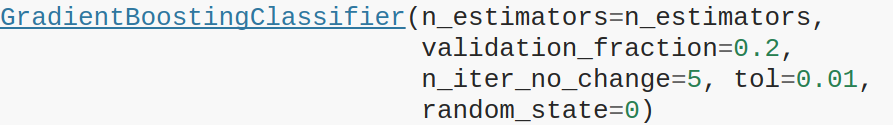 GradientBoostingClassifier(n_estimators=n_estimators,
validation_fraction=0.2,
n_iter_no_change=5, tol=0.01,
random_state=0)